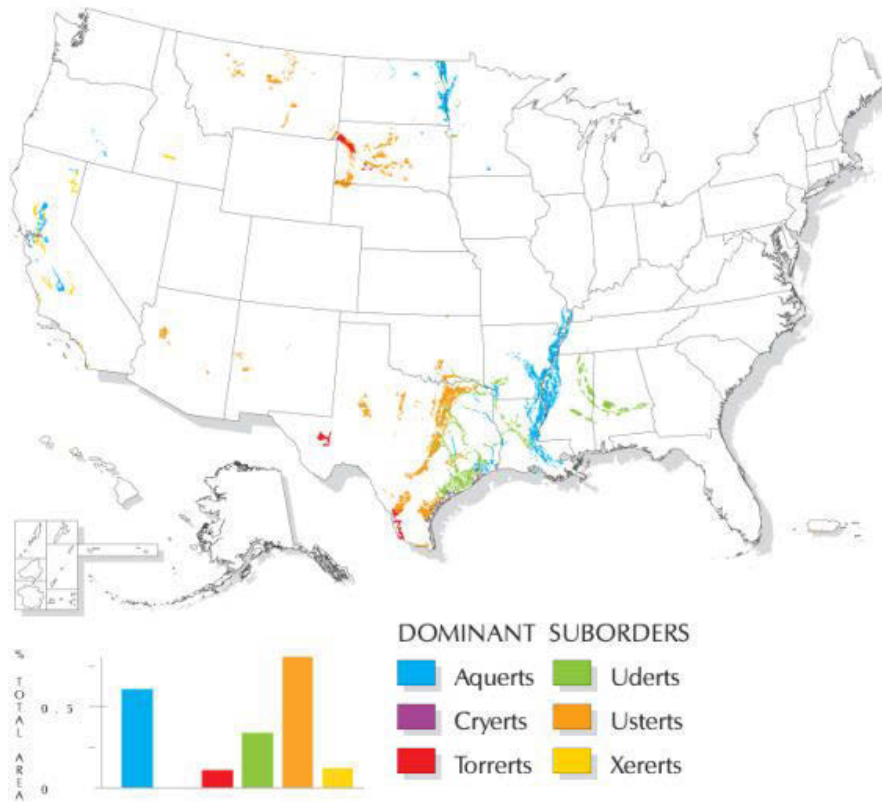 DOMINANT SUBORDERS
Aquerts Uderts
Cryerts Usterts
Torrerts Xererts
% TOTAL AREA
0.5
0